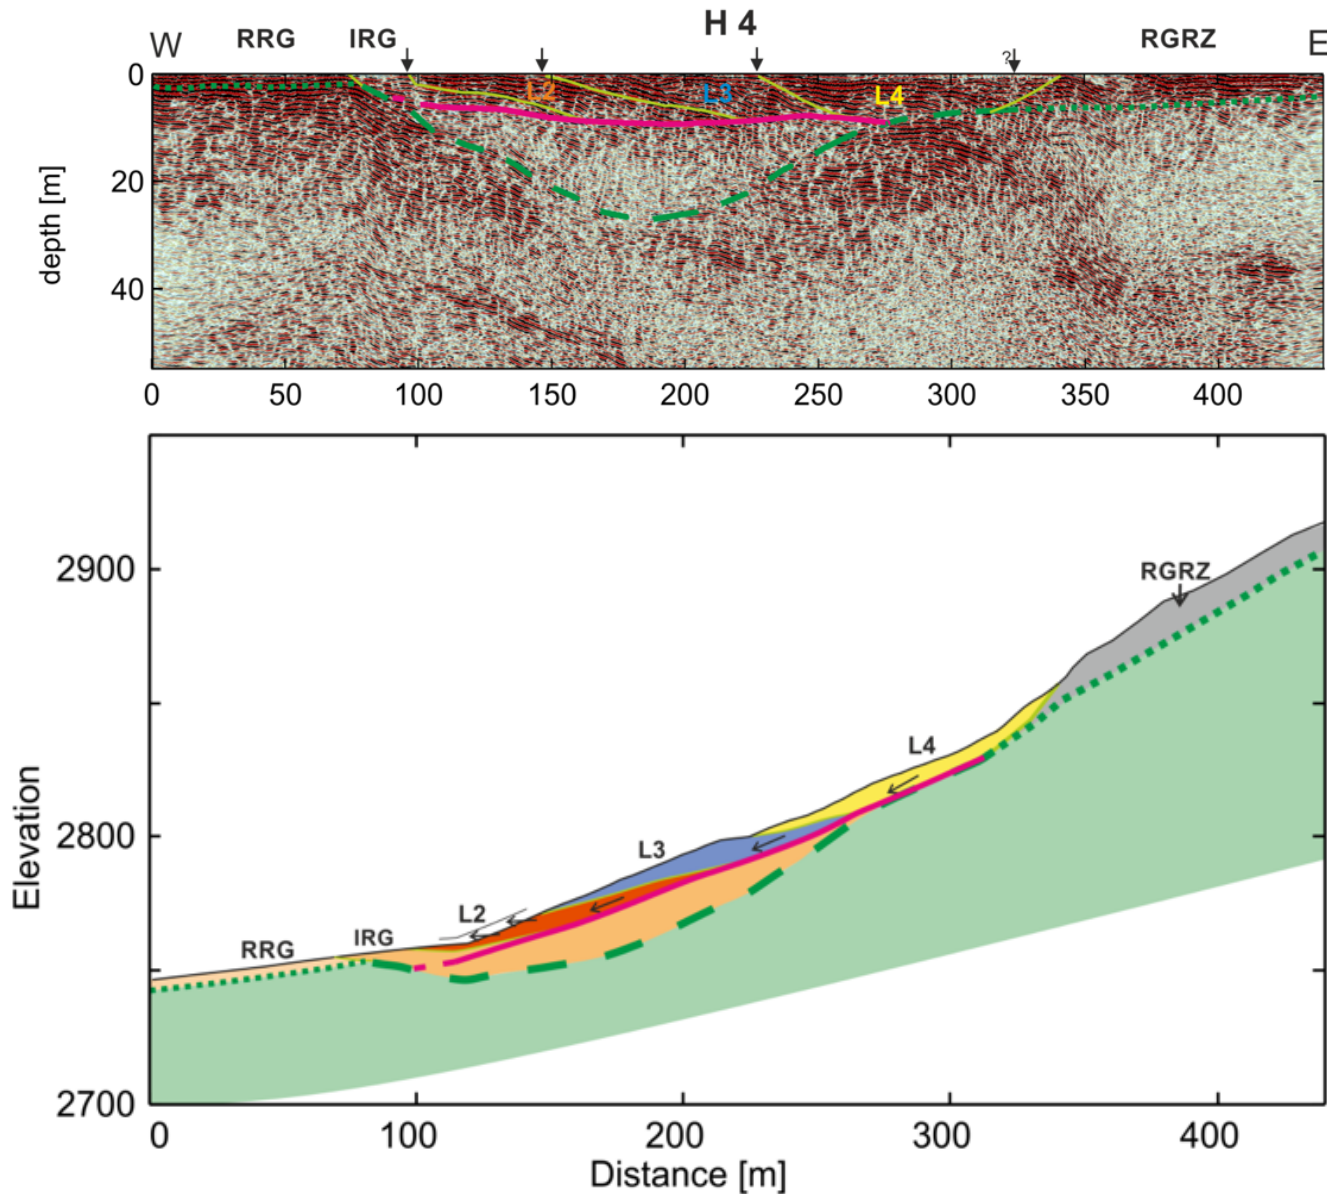 H 4
W RRG IRG ? RGRZ E
0
L2 L3 L4
20
40
depth [m]
0 50 100 150 200 250 300 350 400
2900
RGRZ
L4
2800
L3
L2
IRG
RRG
2700
Elevation
0 100 200 300 400
Distance [m]